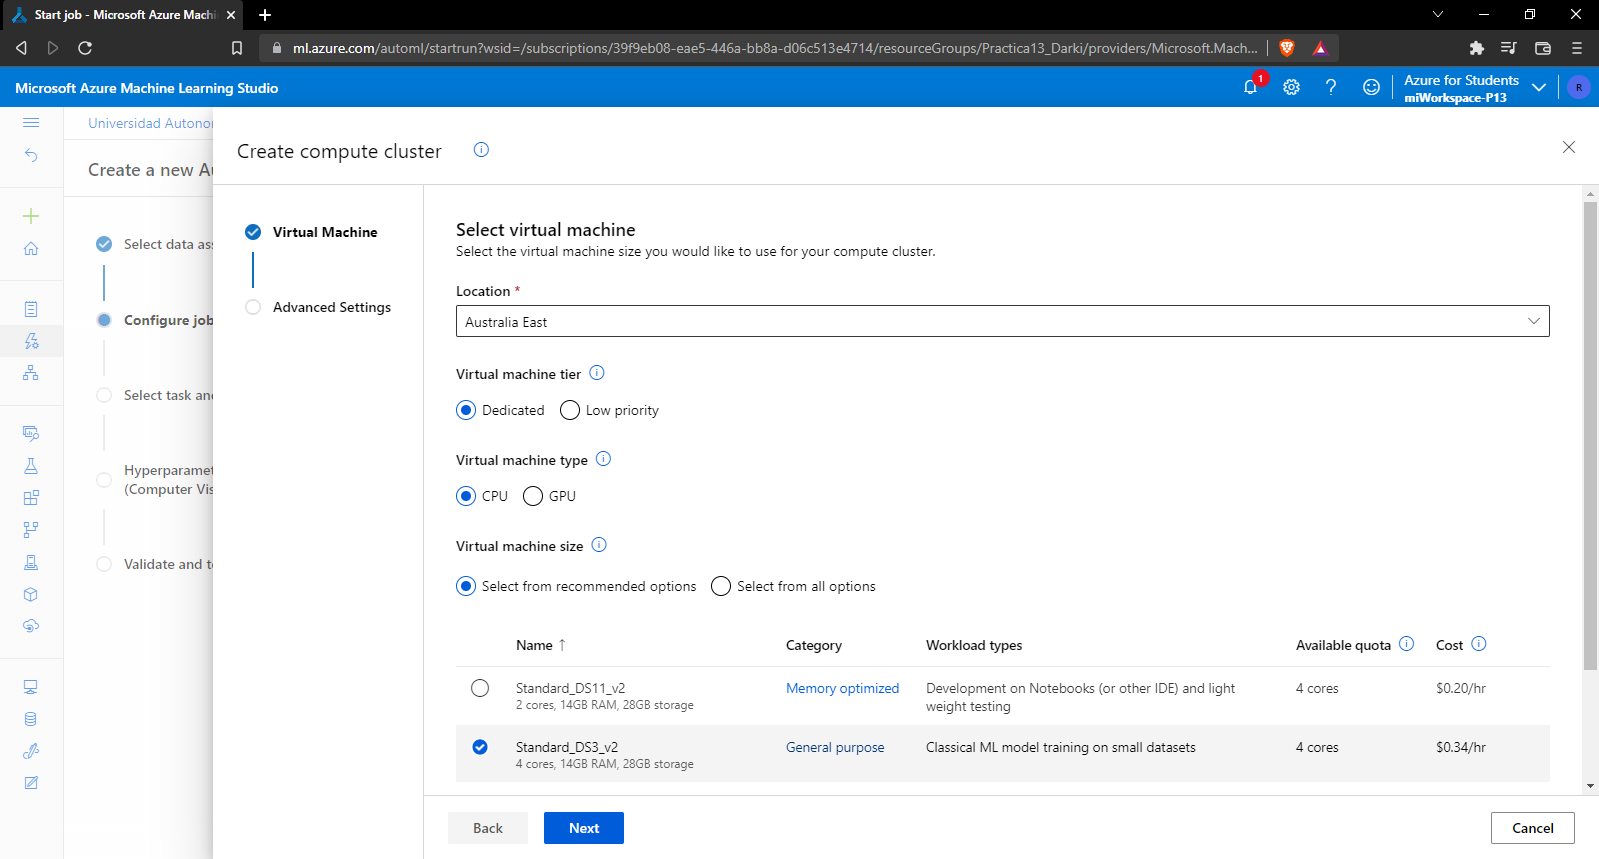 Start job - Microsoft Azure Machi
ml.azure.com/automl/startrun?wsid=/subscriptions/39f9eb08-eae5-446a-bb8a-d06c513e4714/resourceGroups/Practica13_Darki/providers/Microsoft.Mach...
Microsoft Azure Machine Learning Studio
1
Azure for Students
miWorkspace-P13
R
Universidad Autonor
Create a new Au
Select data ass
Configure job
Select task and
Hyperparamet
(Computer Vis
Validate and te
Create compute cluster
Virtual Machine
Advanced Settings
Select virtual machine
Select the virtual machine size you would like to use for your compute cluster.
Location *
Australia East
Virtual machine tier
Dedicated Low priority
Virtual machine type
CPU GPU
Virtual machine size
Select from recommended options Select from all options
Name ↑ Category Workload types Available quota Cost
Standard_DS11_v2 Memory optimized Development on Notebooks (or other IDE) and light 4 cores $0.20/hr
2 cores, 14GB RAM, 28GB storage weight testing
Standard_DS3_v2 General purpose Classical ML model training on small datasets 4 cores $0.34/hr
4 cores, 14GB RAM, 28GB storage
Back Next Cancel